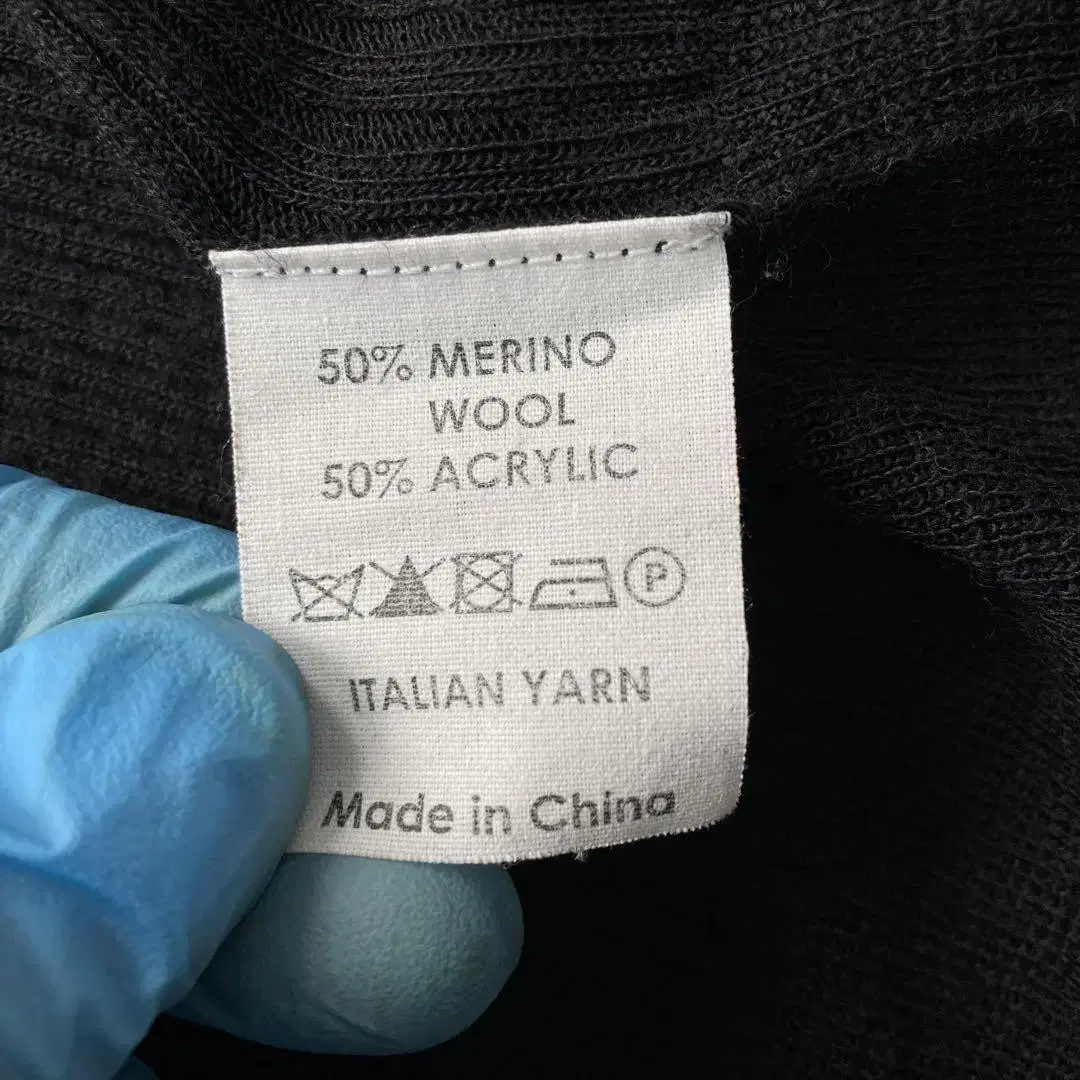 50% MERINO
WOOL
50% ACRYLIC
P
ITALIAN YARN
Made in China